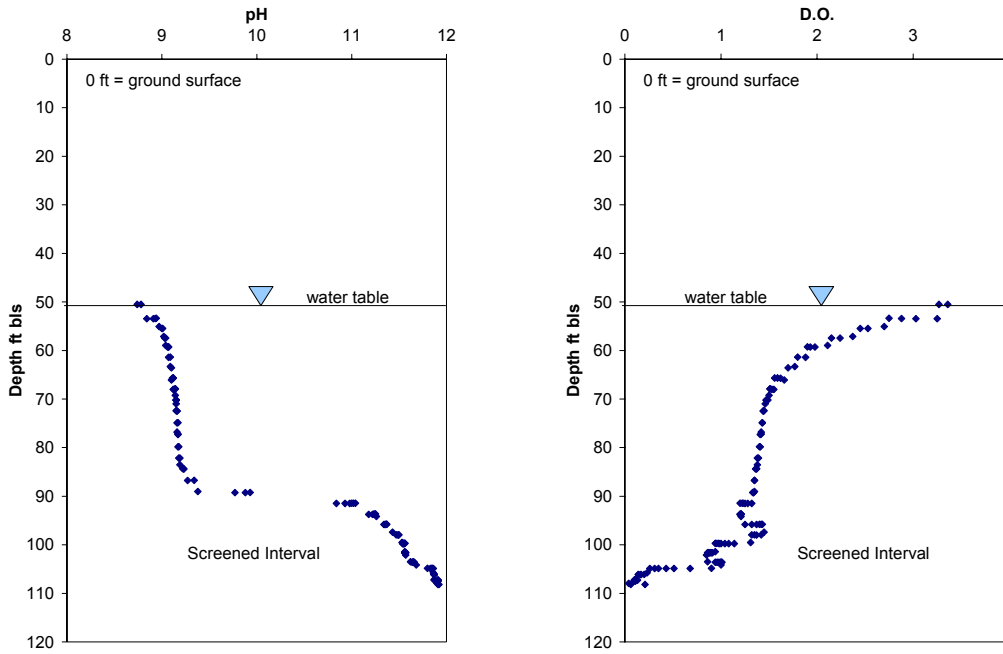 pH
8 9 10 11 12
0
10
20
30
40
50
60
70
80
90
100
110
120
Depth ft bls
0 ft = ground surface
water table
Screened Interval
D.O.
0 1 2 3
0
10
20
30
40
50
60
70
80
90
100
110
120
Depth ft bls
0 ft = ground surface
water table
Screened Interval